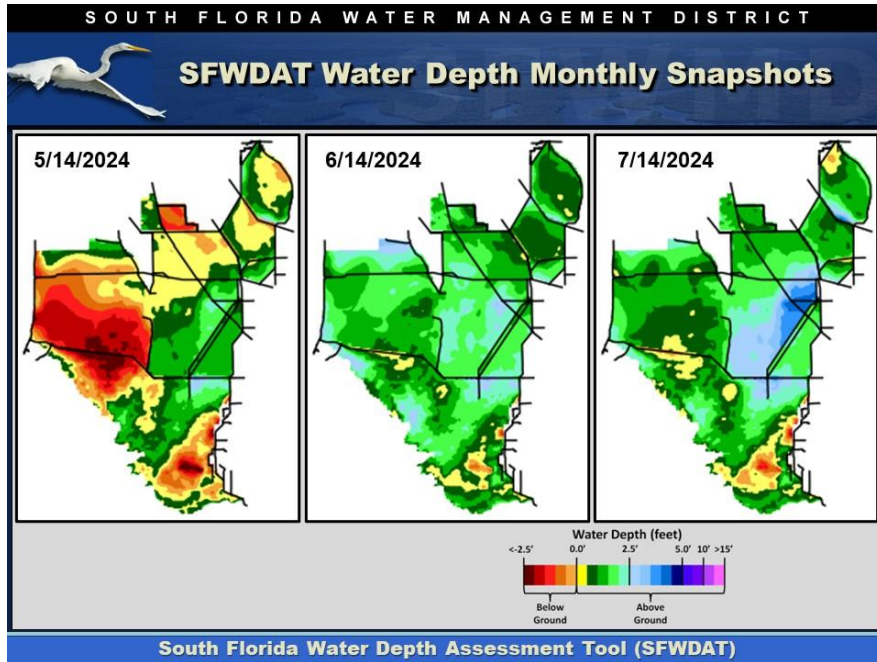 SOUTH FLORIDA WATER MANAGEMENT DISTRICT
SFWDAT Water Depth Monthly Snapshots
5/14/2024
6/14/2024
7/14/2024
Water Depth (feet)
<-2.5' 0.0' 2.5' 5.0' 10' >15'
Below Ground
Above Ground
South Florida Water Depth Assessment Tool (SFWDAT)